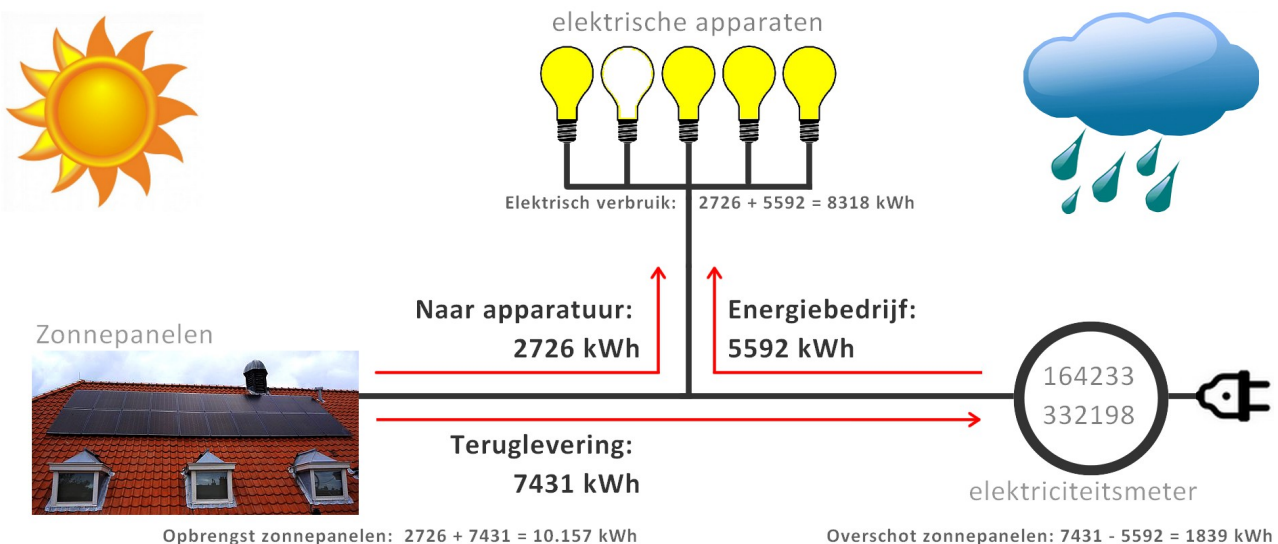 elektrische apparaten
Elektrisch verbruik: 2726 + 5592 = 8318 kWh
Naar apparatuur:
2726 kWh
Energiebedrijf:
5592 kWh
Zonnepanelen
164233
332198
Teruglevering:
7431 kWh
elektriciteitsmeter
Opbrengst zonnepanelen: 2726 + 7431 = 10.157 kWh
Overschot zonnepanelen: 7431 - 5592 = 1839 kWh